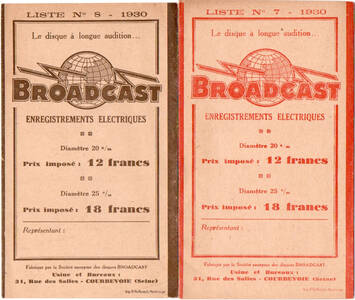 LISTE N° 8 - 1930
Le disque à longue audition...
BROADCAST
ENREGISTREMENTS ELECTRIQUES
Diamètre 20 c/m
Prix imposé : 12 francs
Diamètre 25 c/m
Prix imposé : 18 francs
Représentant :
Fabriqué par la Société européenne des disques BROADCAST
Usine et Bureaux :
31, Rue des Salles - COURBEVOIE (Seine)
LISTE N° 7 - 1930
Le disque à longue audition...
BROADCAST
ENREGISTREMENTS ELECTRIQUES
Diamètre 20 c/m
Prix imposé : 12 francs
Diamètre 25 c/m
Prix imposé : 18 francs
Représentant :
Fabriqué par la Société européenne des disques BROADCAST
Usine et Bureaux :
31, Rue des Salles - COURBEVOIE (Seine)